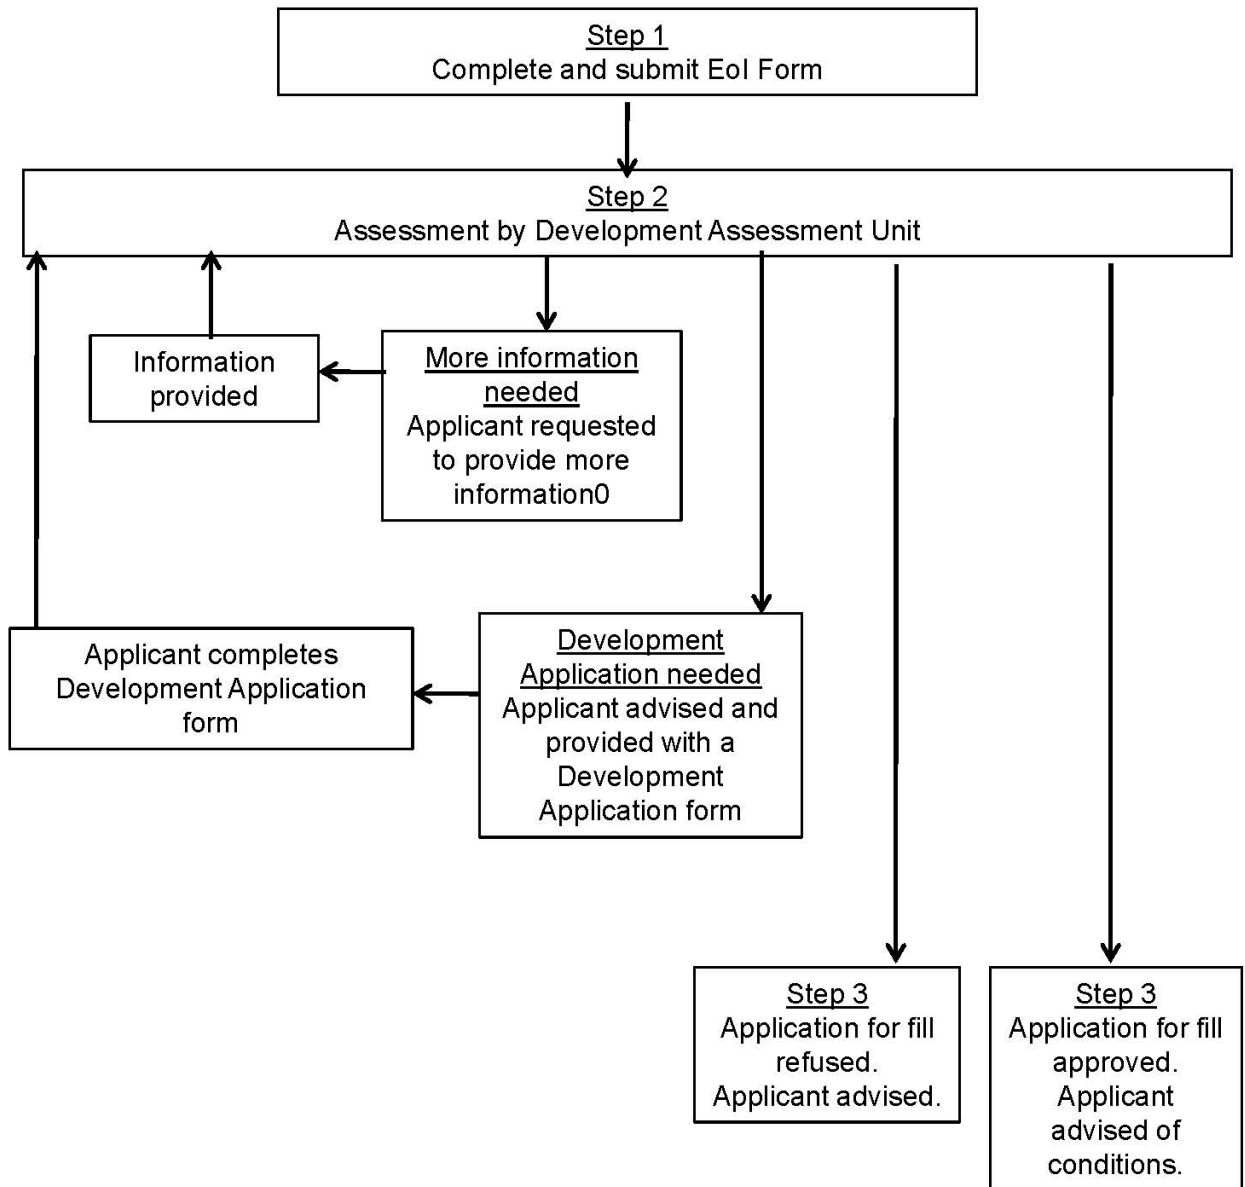 Step 1
Complete and submit EoI Form
Step 2
Assessment by Development Assessment Unit
Information
provided
More information
needed
Applicant requested
to provide more
information0
Applicant completes
Development Application
form
Development
Application needed
Applicant advised and
provided with a
Development
Application form
Step 3
Application for fill
refused.
Applicant advised.
Step 3
Application for fill
approved.
Applicant
advised of
conditions.